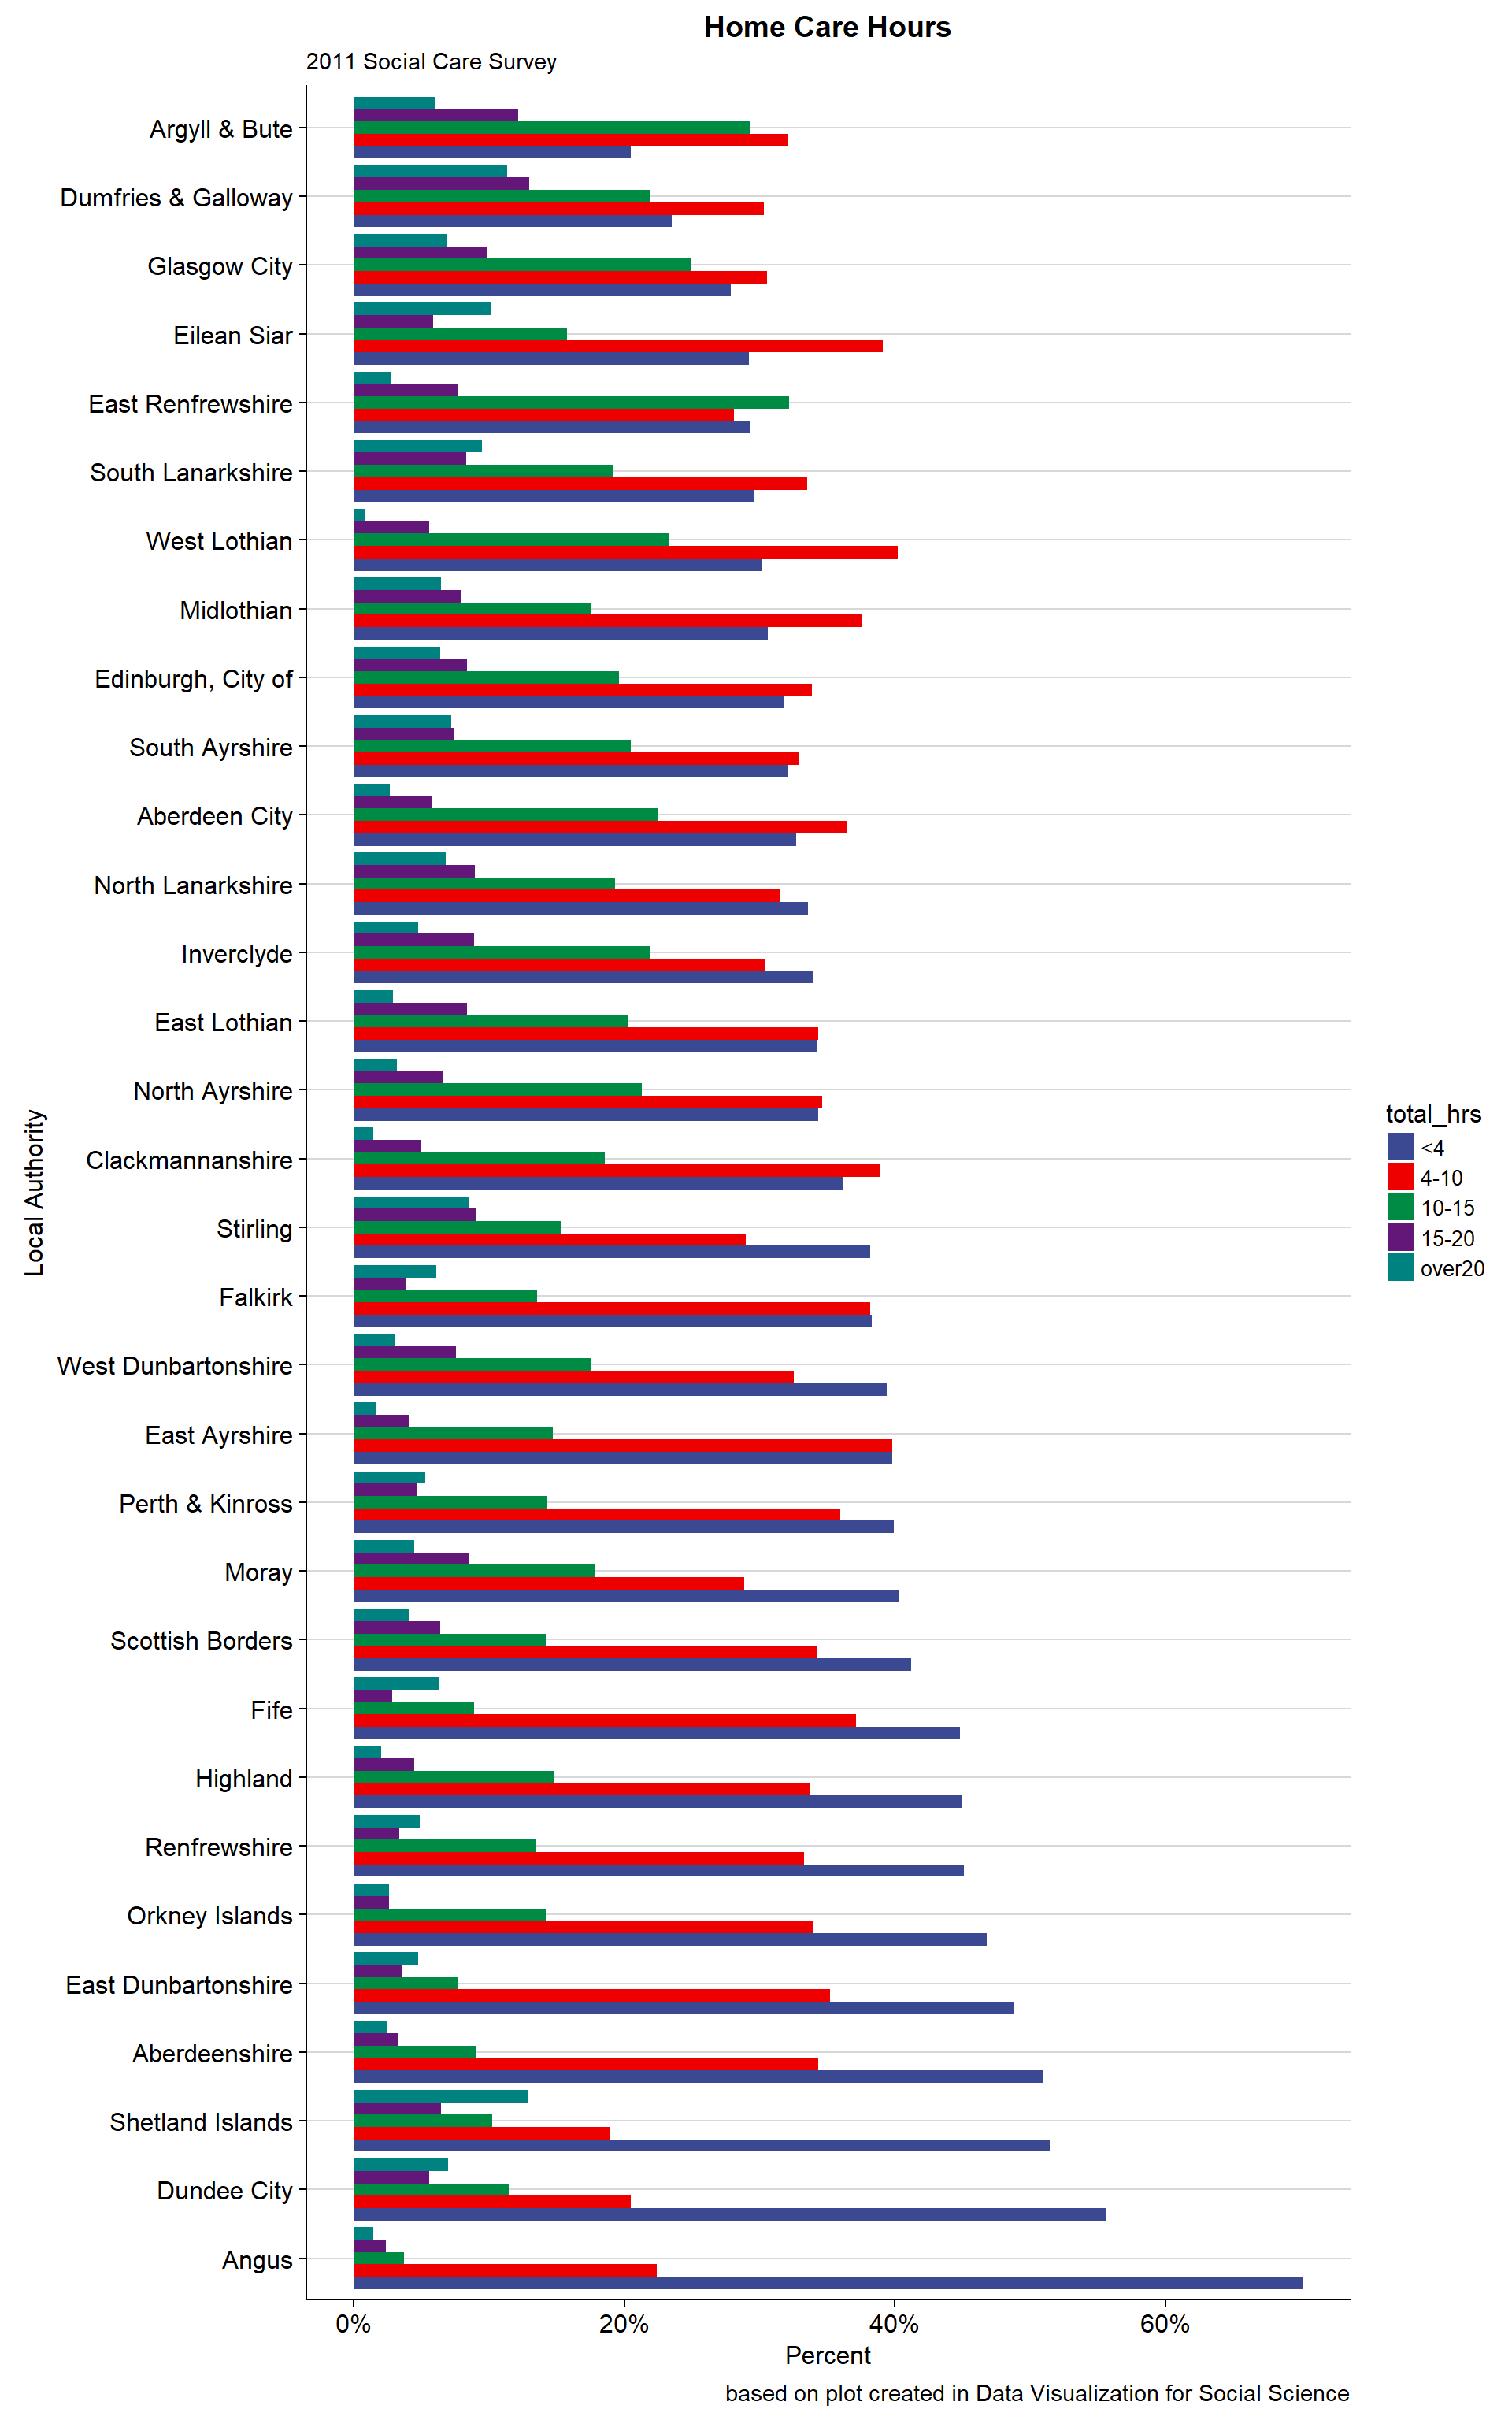 Home Care Hours
2011 Social Care Survey
Argyll & Bute
Dumfries & Galloway
Glasgow City
Eilean Siar
East Renfrewshire
South Lanarkshire
West Lothian
Midlothian
Edinburgh, City of
South Ayrshire
Aberdeen City
North Lanarkshire
Inverclyde
East Lothian
North Ayrshire
Clackmannanshire
Stirling
Falkirk
West Dunbartonshire
East Ayrshire
Perth & Kinross
Moray
Scottish Borders
Fife
Highland
Renfrewshire
Orkney Islands
East Dunbartonshire
Aberdeenshire
Shetland Islands
Dundee City
Angus
Local Authority
0% 20% 40% 60%
Percent
total_hrs
<4
4-10
10-15
15-20
over20
based on plot created in Data Visualization for Social Science